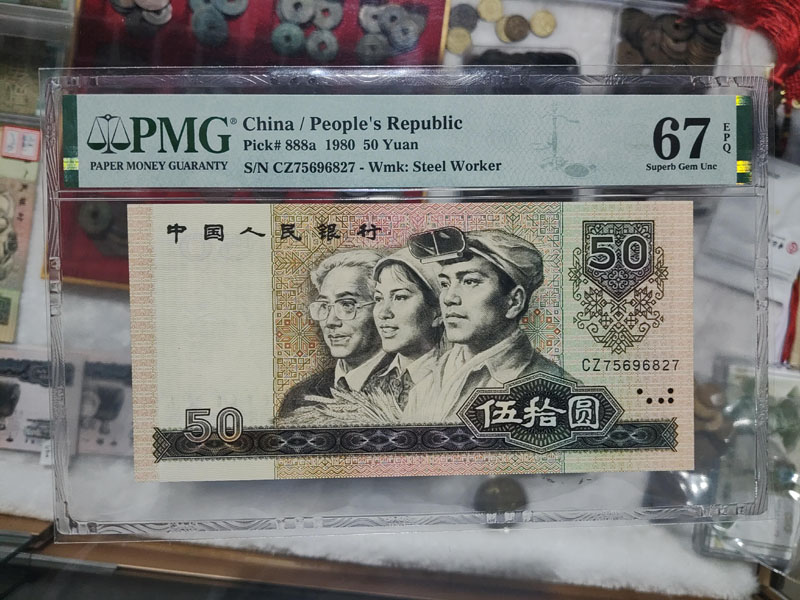 PMG®
PAPER MONEY GUARANTY
China / People's Republic
Pick# 888a 1980 50 Yuan
S/N CZ75696827 - Wmk: Steel Worker
67
EPQ
Superb Gem Unc
中国人民银行
50
CZ75696827
50
伍拾圆